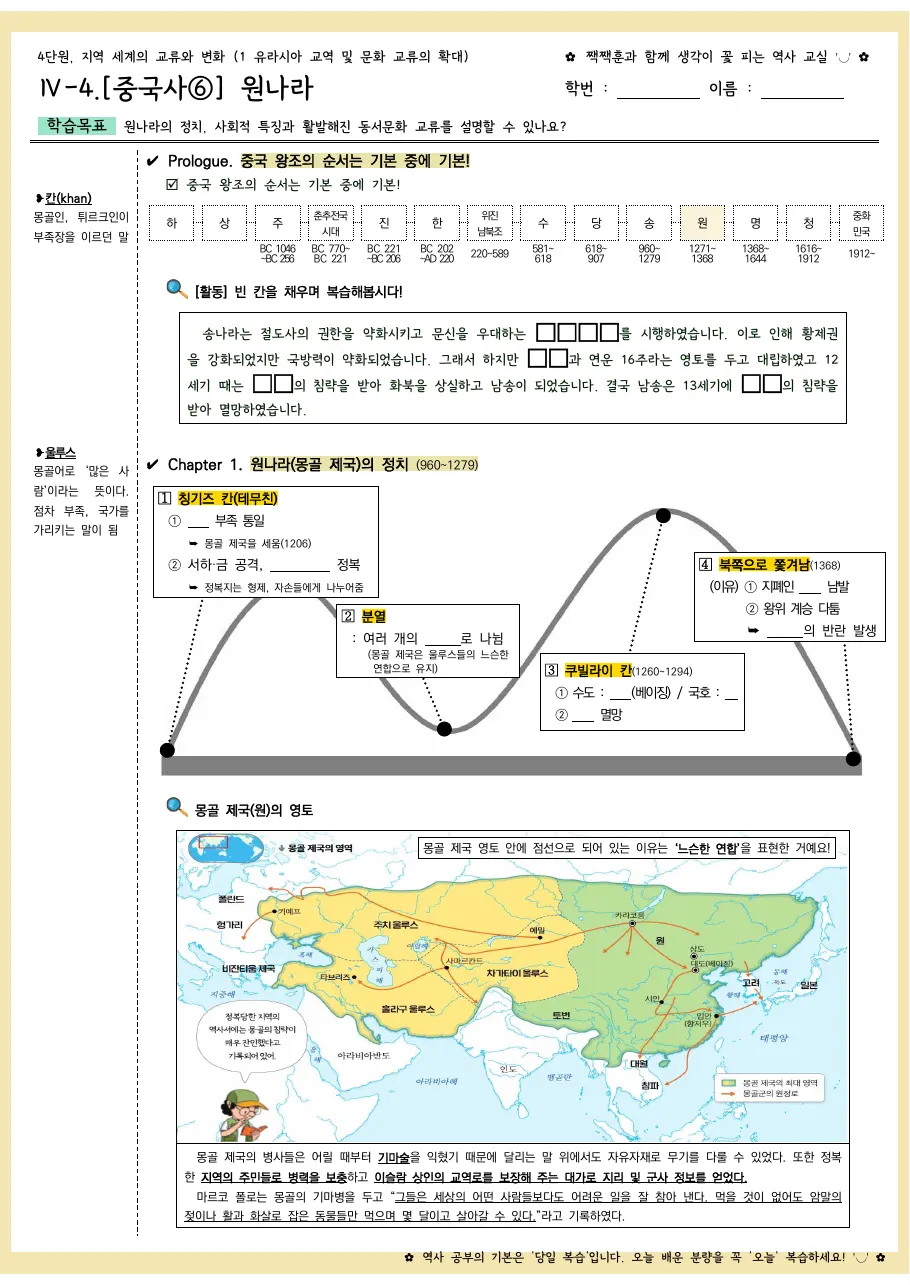 4단원, 지역 세계의 교류와 변화 (1 유라시아 교역 및 문화 교류의 확대)
✿ 짹짹훈과 함께 생각이 꽃 피는 역사 교실 '◡' ✿
Ⅳ-4.[중국사⑥] 원나라
학번 : ________ 이름 : ________
학습목표 원나라의 정치, 사회적 특징과 활발해진 동서문화 교류를 설명할 수 있나요?
❥칸(khan)
몽골인, 튀르크인이
부족장을 이르던 말
❥울루스
몽골어로 '많은 사
람'이라는 뜻이다.
점차 부족, 국가를
가리키는 말이 됨
✔ Prologue. 중국 왕조의 순서는 기본 중에 기본!
☑ 중국 왕조의 순서는 기본 중에 기본!
하 상 주 춘추전국 시대 진 한 위진 남북조 수 당 송 원 명 청 중화 민국
BC 1046 ~BC 256 BC 770~ BC 221 BC 221 ~BC 206 BC 202 ~AD 220 220~589 581~ 618 618~ 907 960~ 1279 1271~ 1368 1368~ 1644 1616~ 1912 1912~
[활동] 빈 칸을 채우며 복습해봅시다!
송나라는 절도사의 권한을 약화시키고 문신을 우대하는 □□□□를 시행하였습니다. 이로 인해 황제권
을 강화되었지만 국방력이 약화되었습니다. 그래서 하지만 □□과 연운 16주라는 영토를 두고 대립하였고 12
세기 때는 □□의 침략을 받아 화북을 상실하고 남송이 되었습니다. 결국 남송은 13세기에 □□의 침략을
받아 멸망하였습니다.
✔ Chapter 1. 원나라(몽골 제국)의 정치 (960~1279)
1 칭기즈 칸(테무친)
① ___ 부족 통일
➥ 몽골 제국을 세움(1206)
② 서하·금 공격, ________ 정복
➥ 정복지는 형제, 자손들에게 나누어줌
2 분열
: 여러 개의 _____로 나뉨
(몽골 제국은 울루스들의 느슨한
연합으로 유지)
3 쿠빌라이 칸(1260~1294)
① 수도 : ___(베이징) / 국호 : __
② ___ 멸망
4 북쪽으로 쫓겨남(1368)
(이유) ① 지폐인 ___ 남발
② 왕위 계승 다툼
➥ _____의 반란 발생
몽골 제국(원)의 영토
몽골 제국의 영역
몽골 제국 영토 안에 점선으로 되어 있는 이유는 '느슨한 연합'을 표현한 거예요!
폴란드
키예프
헝가리
주치 울루스
카라코룸
예밀
원
상도
흑해
카스피해
아랄해
대도(베이징)
비잔티움 제국
사마르칸트
타브리즈
차가타이 울루스
고려
동해
독도
일본
지중해
황해
시안
훌라구 울루스
토번
임안
(항저우)
정복당한 지역의
역사서에는 몽골의 침략이
매우 잔인했다고
기록되어 있어.
홍해
아라비아반도
인도
대월
태평양
아라비아해
벵골만
참파
몽골 제국의 최대 영역
몽골군의 원정로
몽골 제국의 병사들은 어릴 때부터 기마술을 익혔기 때문에 달리는 말 위에서도 자유자재로 무기를 다룰 수 있었다. 또한 정복
한 지역의 주민들로 병력을 보충하고 이슬람 상인의 교역로를 보장해 주는 대가로 지리 및 군사 정보를 얻었다.
마르코 폴로는 몽골의 기마병을 두고 "그들은 세상의 어떤 사람들보다도 어려운 일을 잘 참아 낸다. 먹을 것이 없어도 암말의
젖이나 활과 화살로 잡은 동물들만 먹으며 몇 달이고 살아갈 수 있다."라고 기록하였다.
✿ 역사 공부의 기본은 '당일 복습'입니다. 오늘 배운 분량을 꼭 '오늘' 복습하세요! '◡' ✿